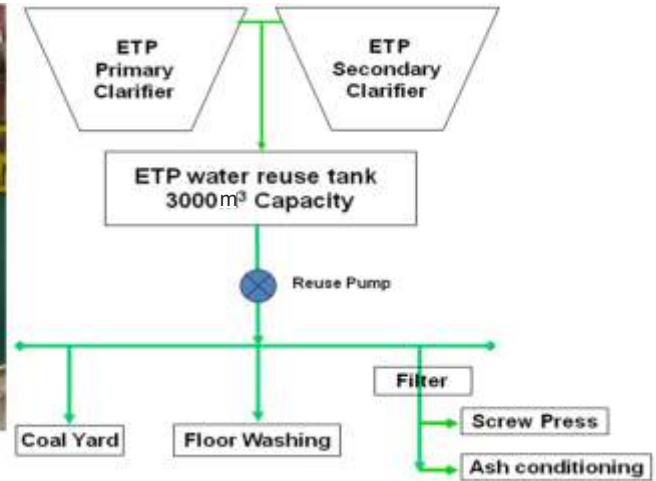 ETP
Primary
Clarifier
ETP
Secondary
Clarifier
ETP water reuse tank
3000m³ Capacity
Reuse Pump
Filter
Coal Yard
Floor Washing
Screw Press
Ash conditioning